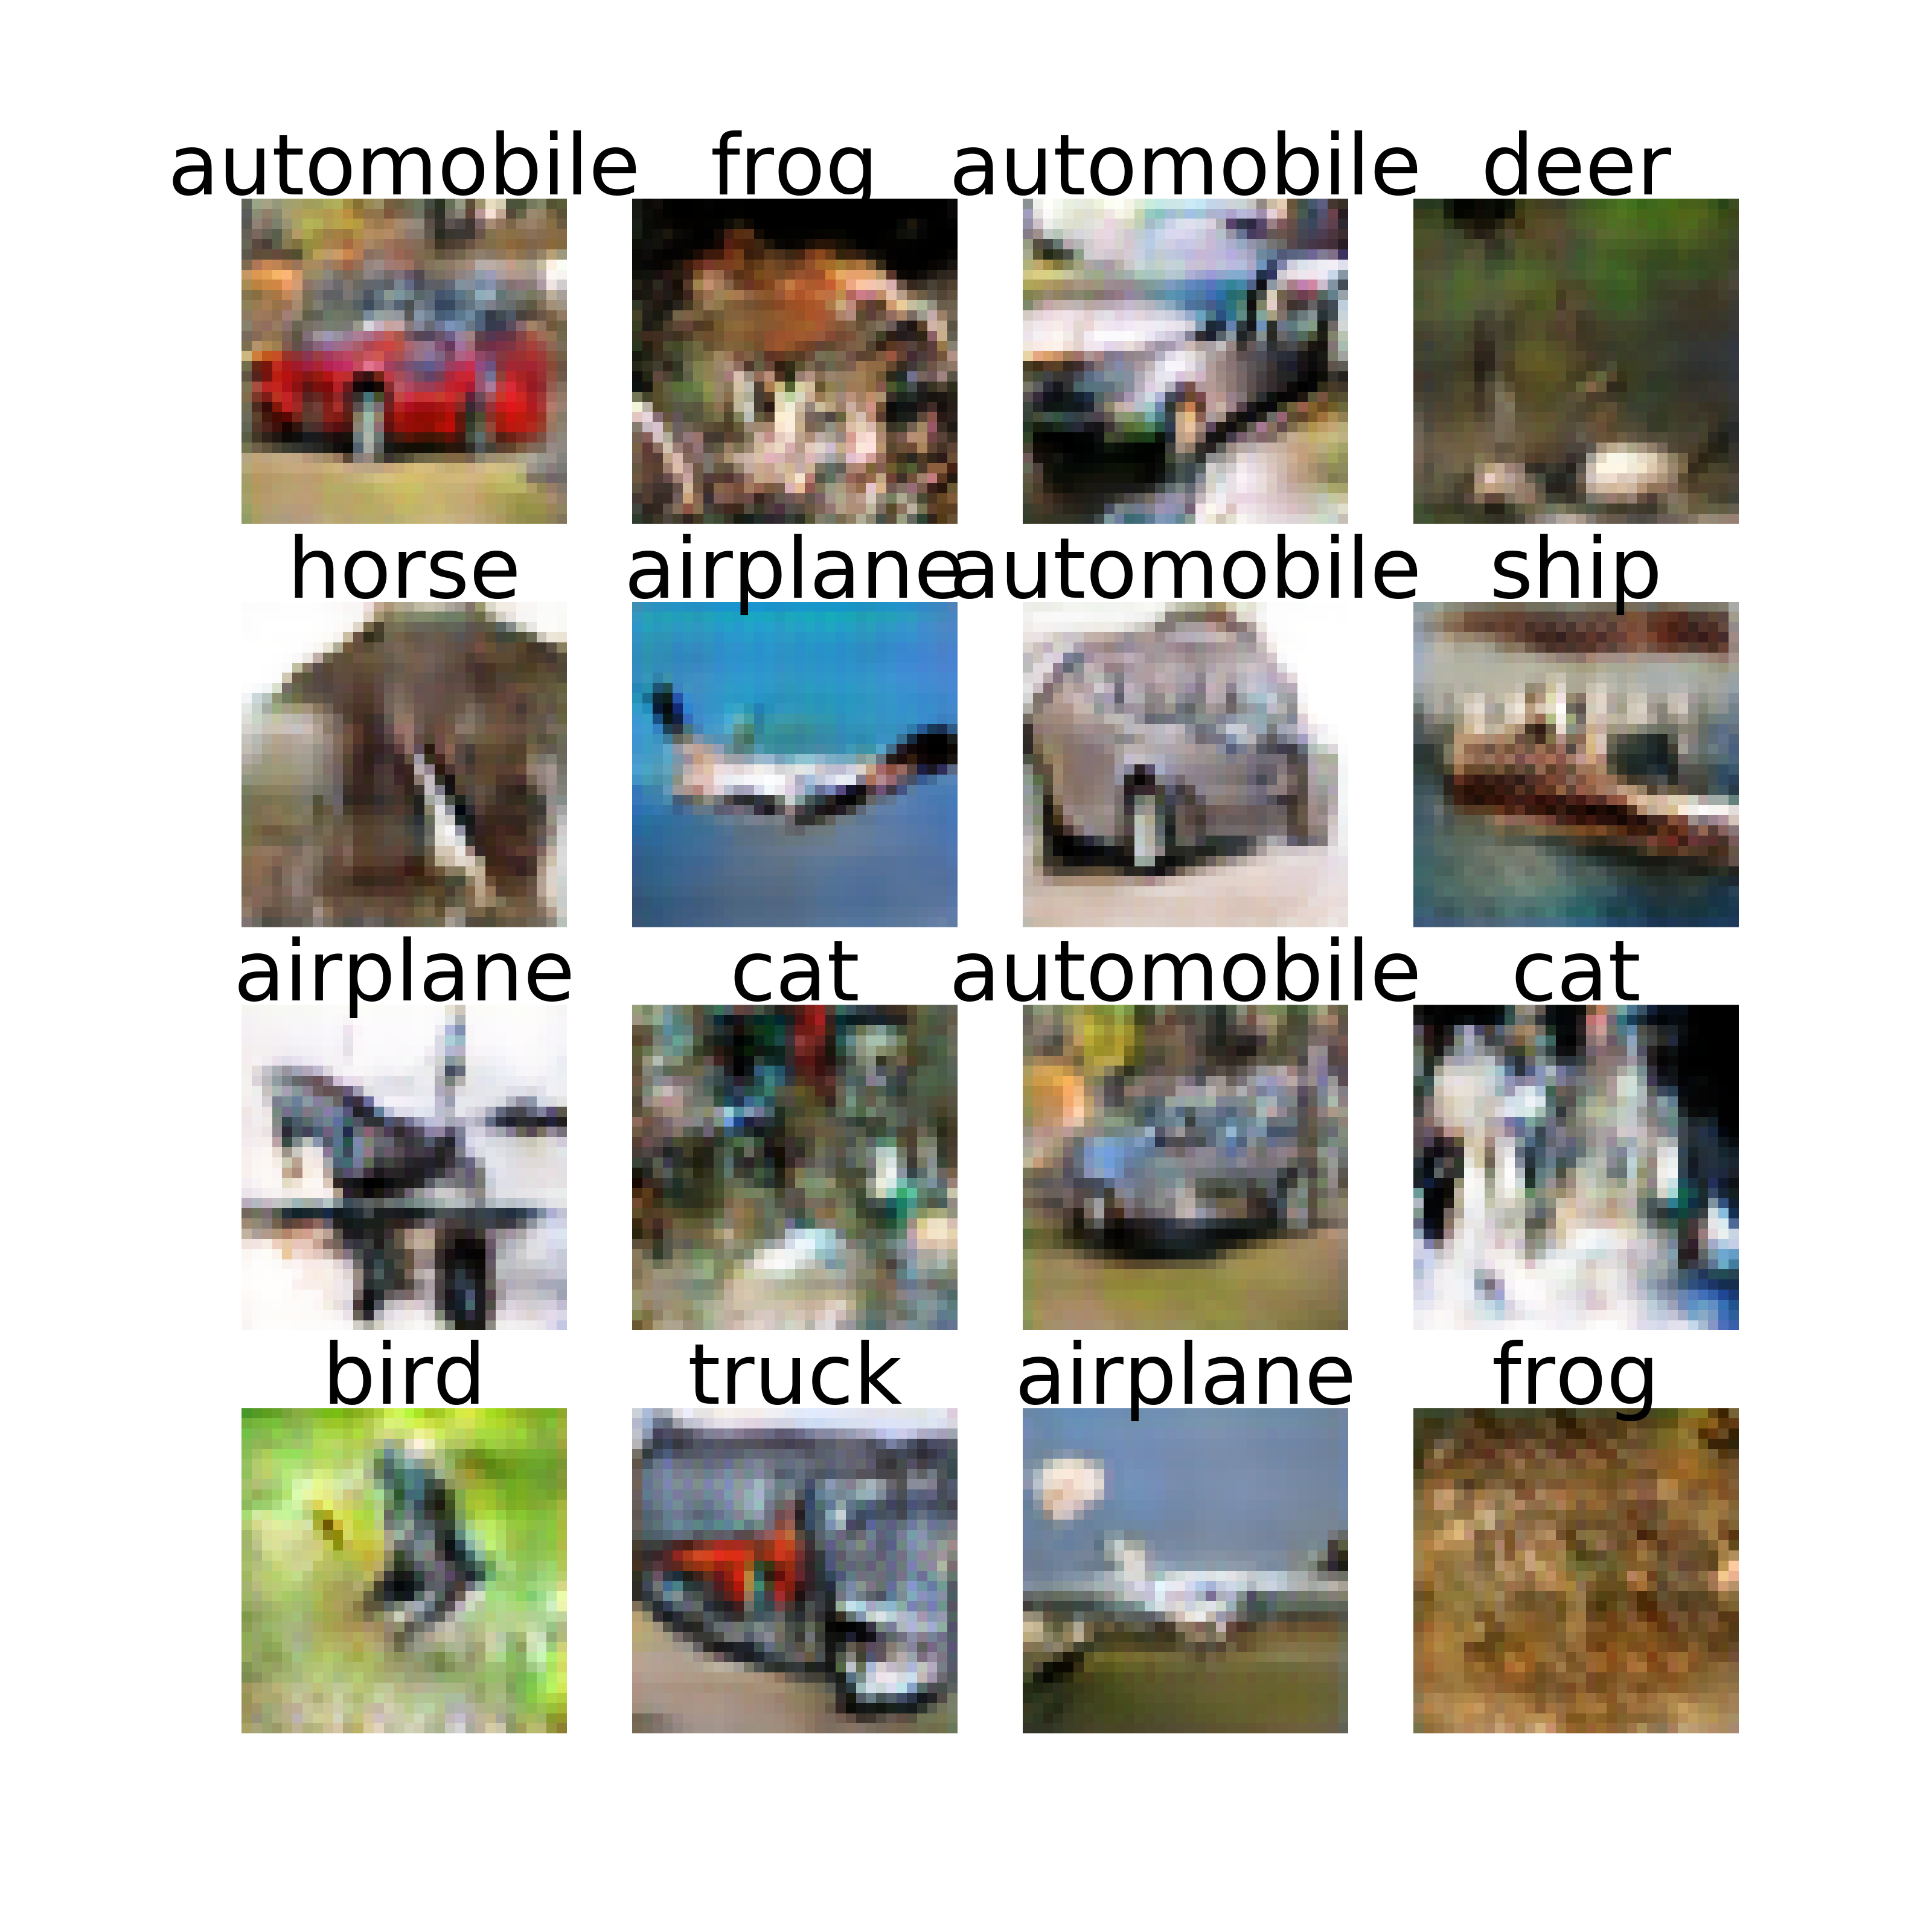 automobile frog automobile deer
horse airplane automobile ship
airplane cat automobile cat
bird truck airplane frog